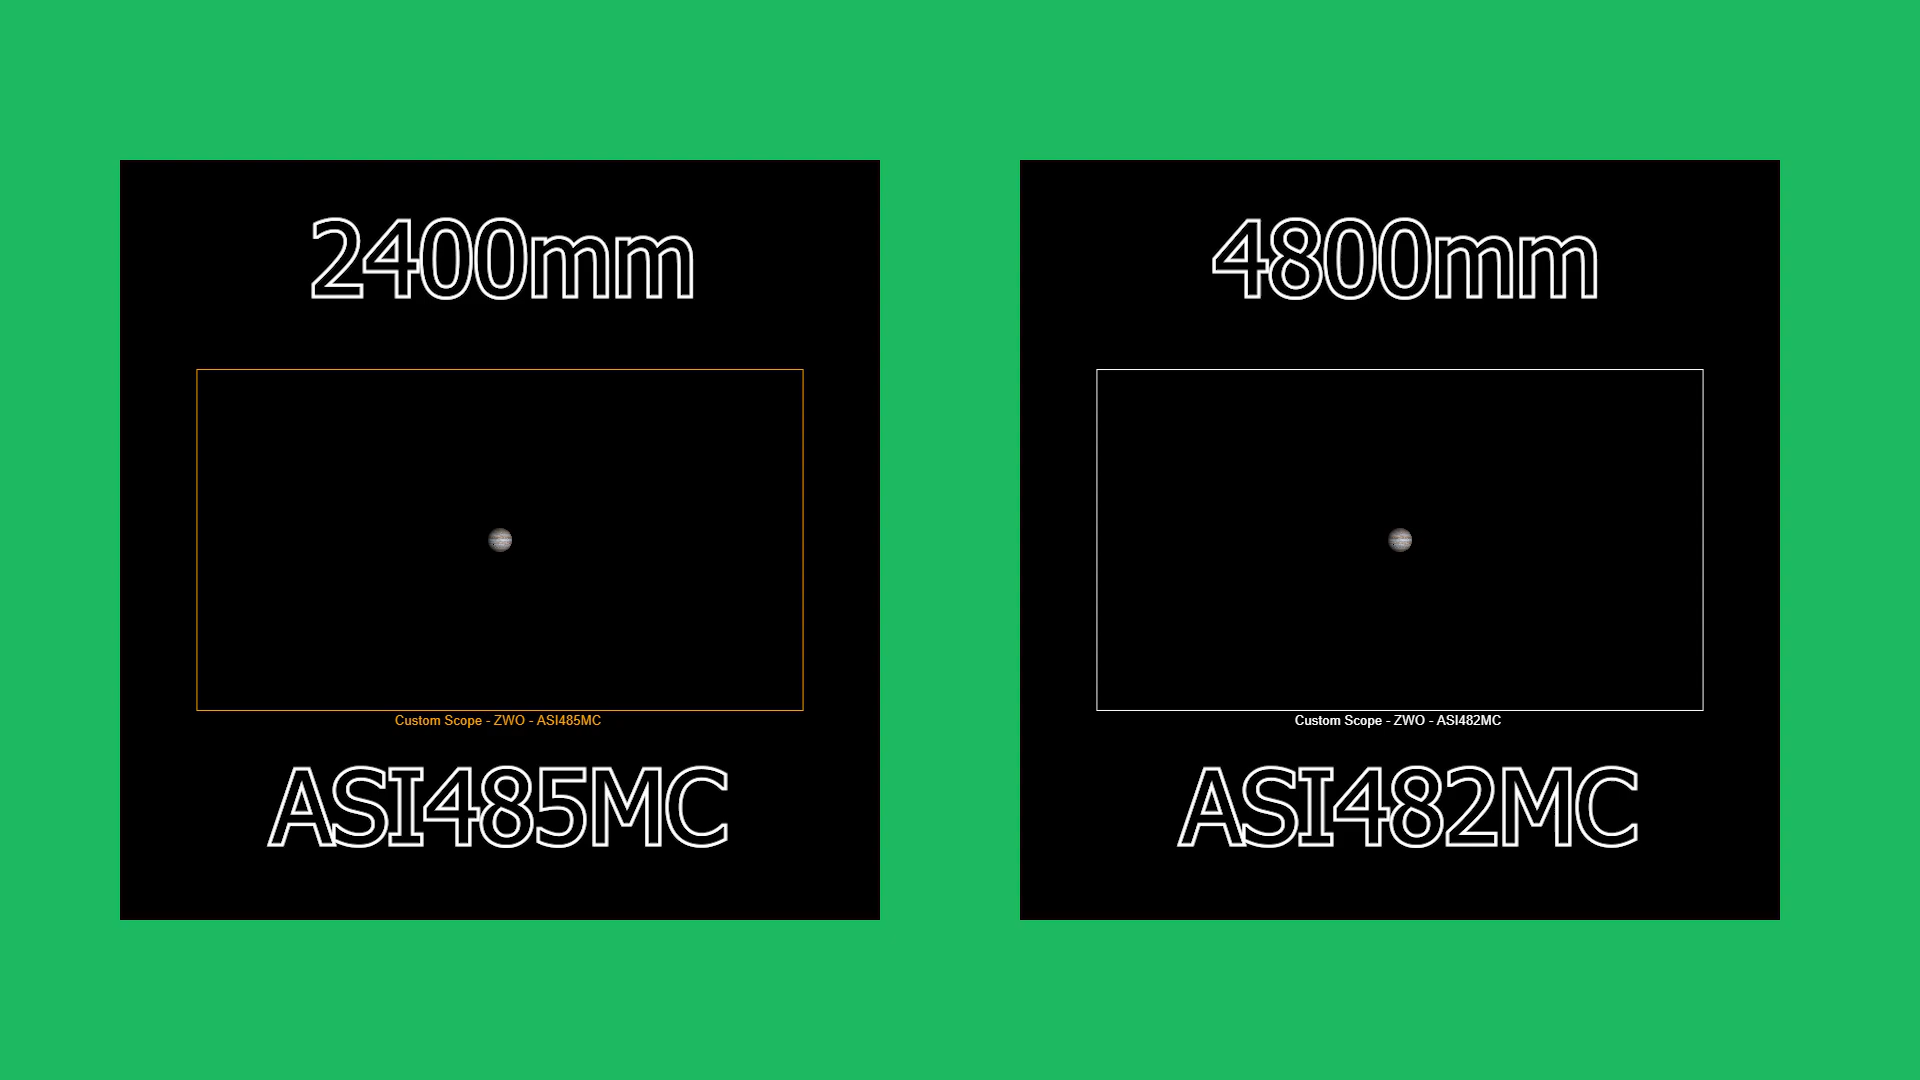 2400mm
Custom Scope - ZWO - ASI485MC
ASI485MC
4800mm
Custom Scope - ZWO - ASI482MC
ASI482MC